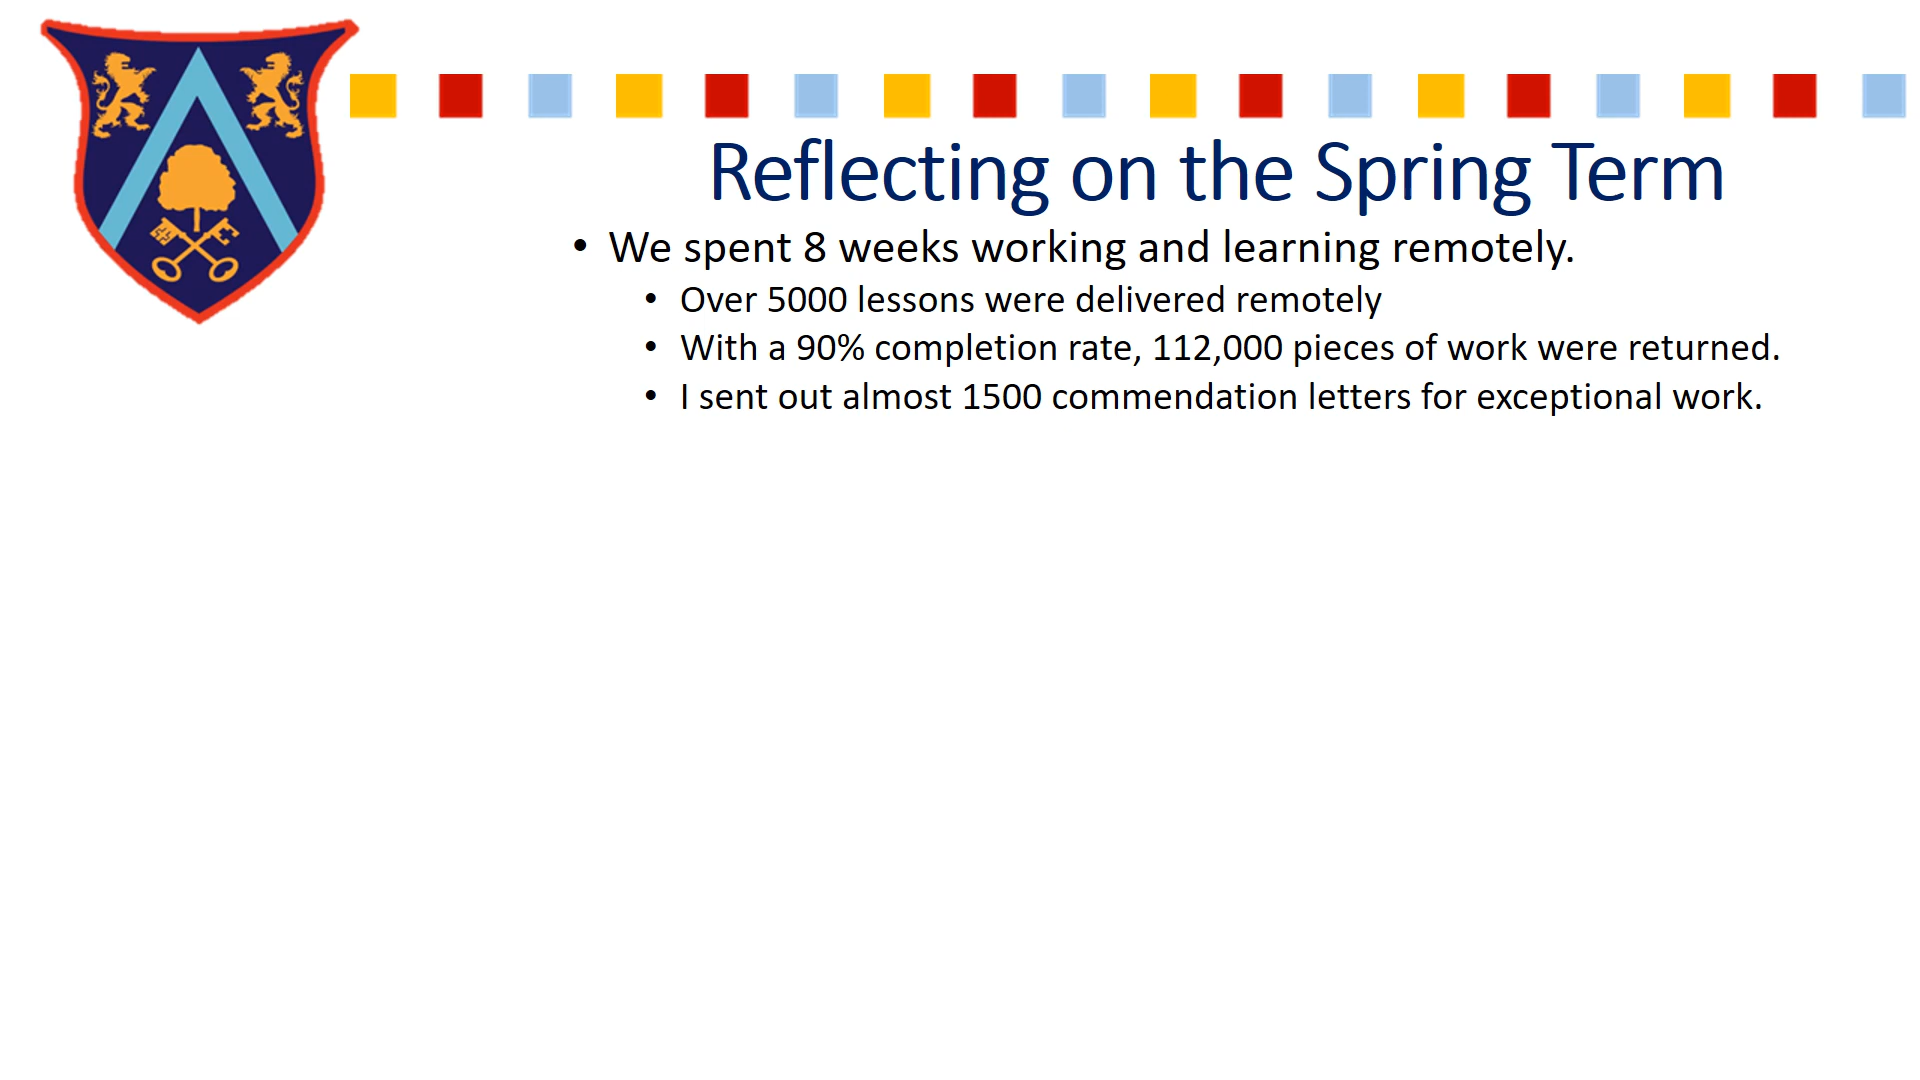 Reflecting on the Spring Term
• We spent 8 weeks working and learning remotely.
• Over 5000 lessons were delivered remotely
• With a 90% completion rate, 112,000 pieces of work were returned.
• I sent out almost 1500 commendation letters for exceptional work.